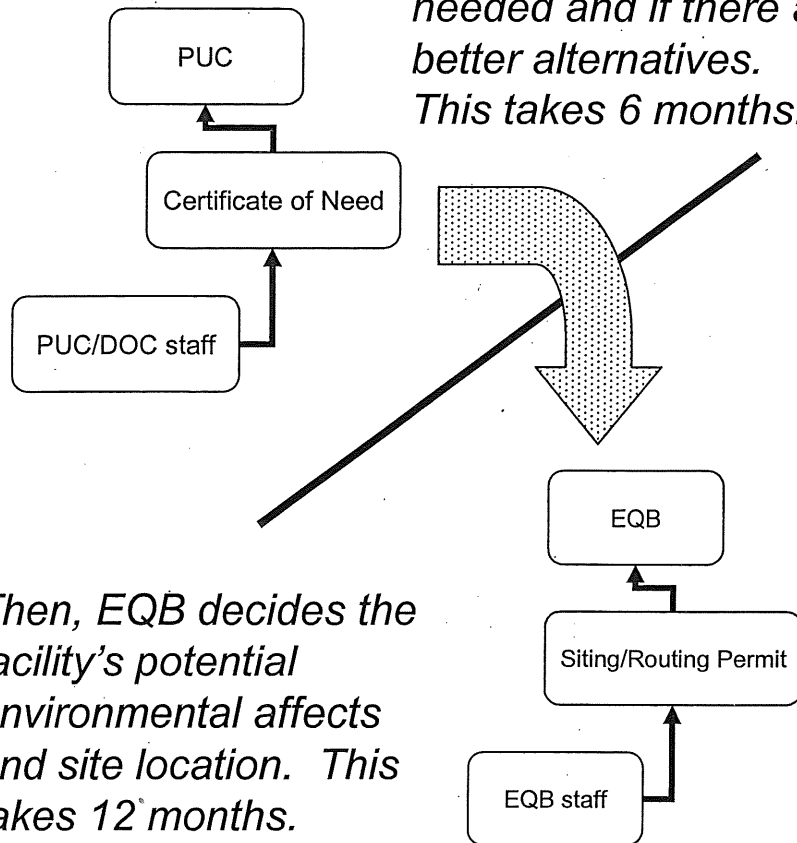 needed and if there a
better alternatives.
This takes 6 months.
PUC
Certificate of Need
PUC/DOC staff
EQB
Siting/Routing Permit
EQB staff
Then, EQB decides the
acility's potential
nvironmental affects
nd site location. This
akes 12 months.